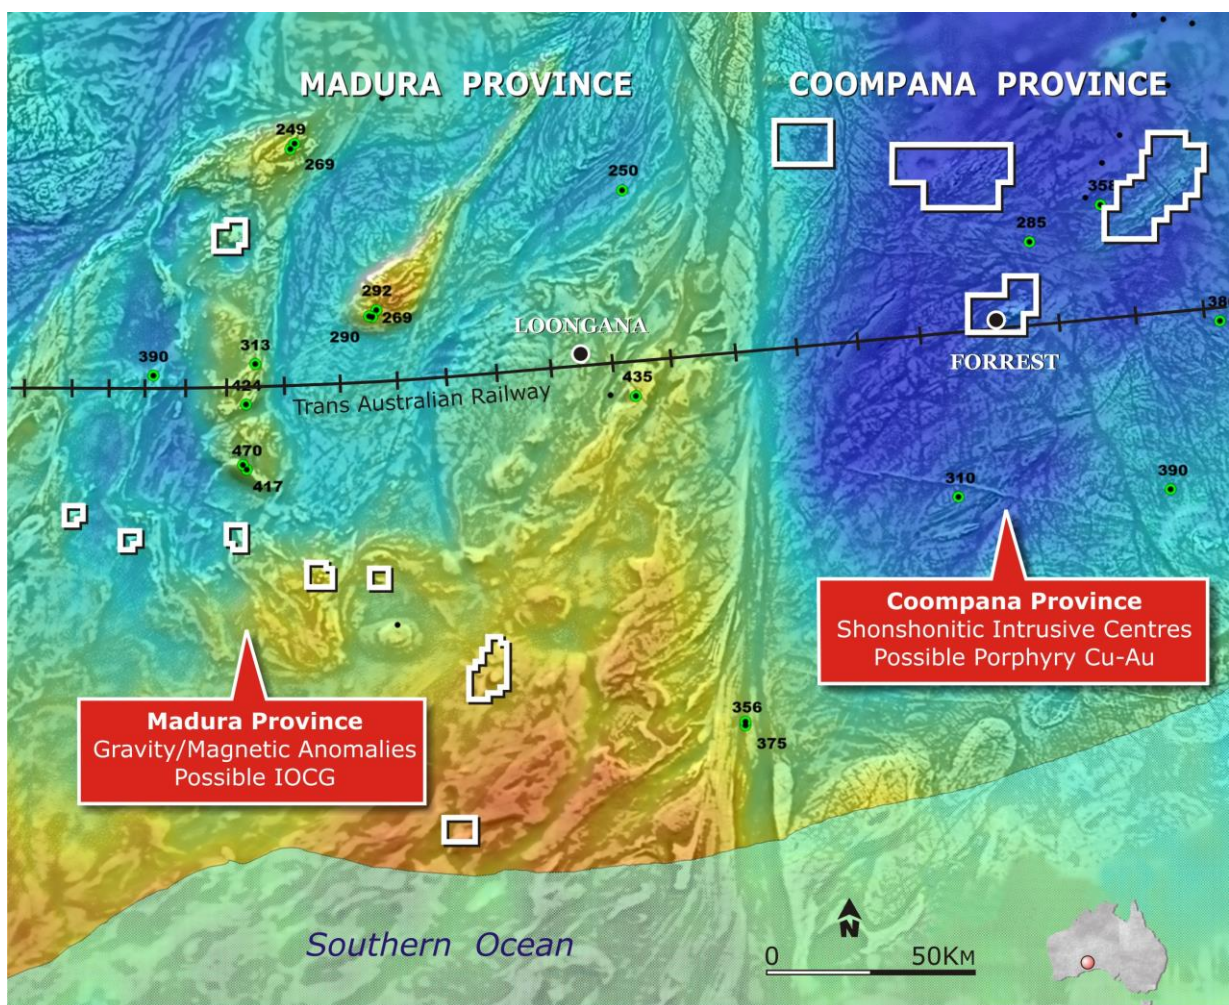 MADURA PROVINCE
COOMPANA PROVINCE
249
269
250
358
285
292
269
290
LOONGANA
FORREST
38
313
390
424
435
Trans Australian Railway
470
417
310
390
Coompana Province
Shonshonitic Intrusive Centres
Possible Porphyry Cu-Au
Madura Province
Gravity/Magnetic Anomalies
Possible IOCG
356
375
Southern Ocean
N
0 50KM